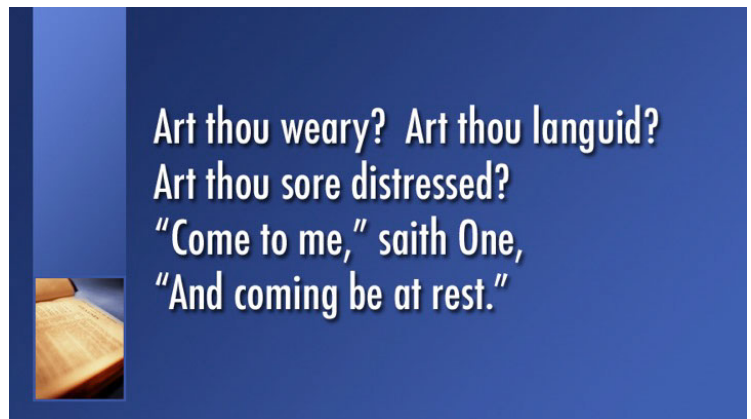 Art thou weary?  Art thou languid?
Art thou sore distressed?
“Come to me,” saith One,
“And coming be at rest.”